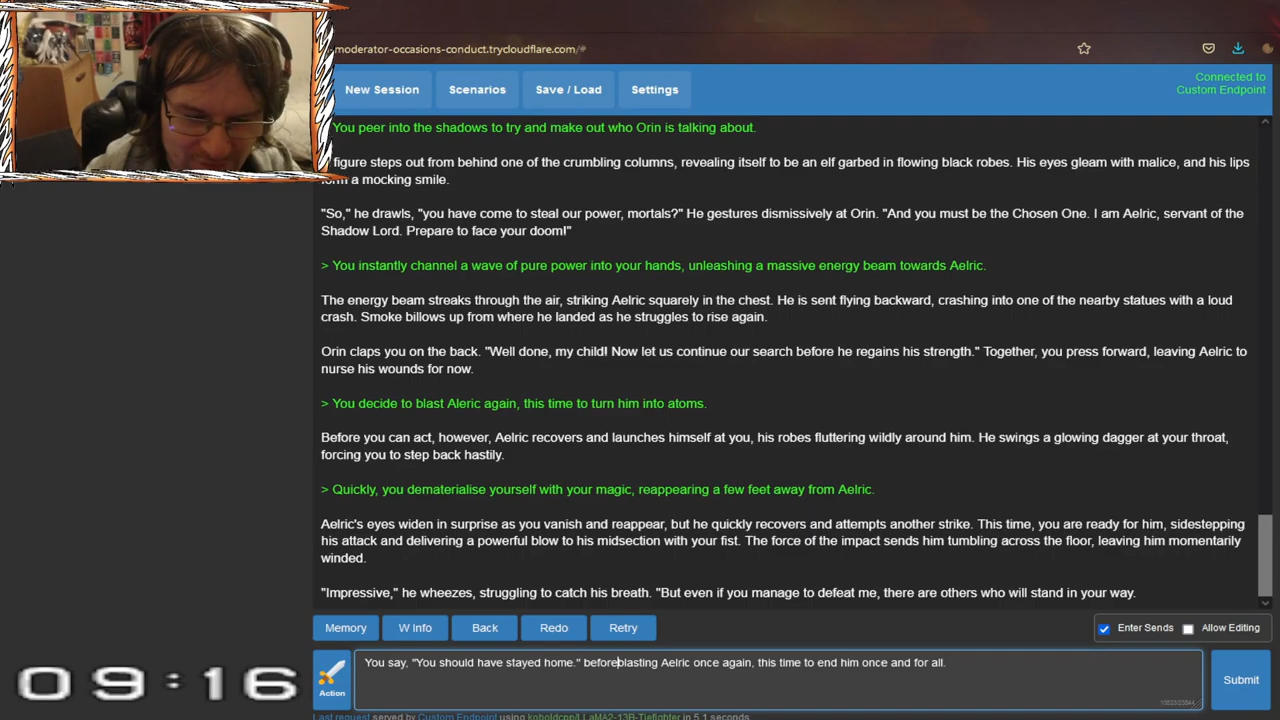 moderator-occasions-conduct.trycloudflare.com/#
New Session
Scenarios
Save / Load
Settings
Connected to
Custom Endpoint
You peer into the shadows to try and make out who Orin is talking about.
figure steps out from behind one of the crumbling columns, revealing itself to be an elf garbed in flowing black robes. His eyes gleam with malice, and his lips
form a mocking smile.
"So," he drawls, "you have come to steal our power, mortals?" He gestures dismissively at Orin. "And you must be the Chosen One. I am Aelric, servant of the
Shadow Lord. Prepare to face your doom!"
> You instantly channel a wave of pure power into your hands, unleashing a massive energy beam towards Aelric.
The energy beam streaks through the air, striking Aelric squarely in the chest. He is sent flying backward, crashing into one of the nearby statues with a loud
crash. Smoke billows up from where he landed as he struggles to rise again.
Orin claps you on the back. "Well done, my child! Now let us continue our search before he regains his strength." Together, you press forward, leaving Aelric to
nurse his wounds for now.
> You decide to blast Aleric again, this time to turn him into atoms.
Before you can act, however, Aelric recovers and launches himself at you, his robes fluttering wildly around him. He swings a glowing dagger at your throat,
forcing you to step back hastily.
> Quickly, you dematerialise yourself with your magic, reappearing a few feet away from Aelric.
Aelric's eyes widen in surprise as you vanish and reappear, but he quickly recovers and attempts another strike. This time, you are ready for him, sidestepping
his attack and delivering a powerful blow to his midsection with your fist. The force of the impact sends him tumbling across the floor, leaving him momentarily
winded.
"Impressive," he wheezes, struggling to catch his breath. "But even if you manage to defeat me, there are others who will stand in your way.
Memory
W Info
Back
Redo
Retry
Enter Sends
Allow Editing
Action
You say, "You should have stayed home." beforeblasting Aelric once again, this time to end him once and for all.
Submit
09:16
Last request served by Custom Endpoint using koboldcpp/LLaMA2-13B-Tiefighter in 5.1 seconds